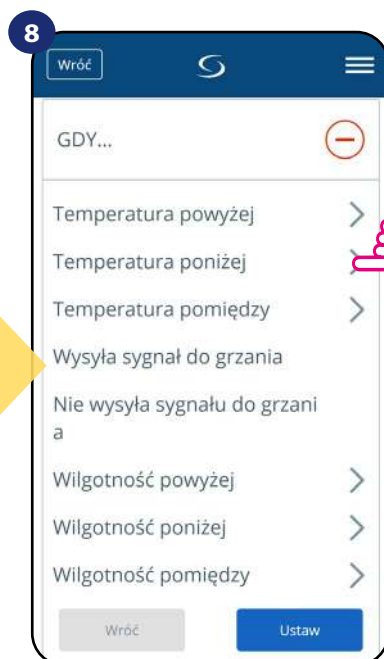 8
Wróć
GDY...
Temperatura powyżej
Temperatura poniżej
Temperatura pomiędzy
Wysyła sygnał do grzania
Nie wysyła sygnału do grzani
a
Wilgotność powyżej
Wilgotność poniżej
Wilgotność pomiędzy
Wróć Ustaw